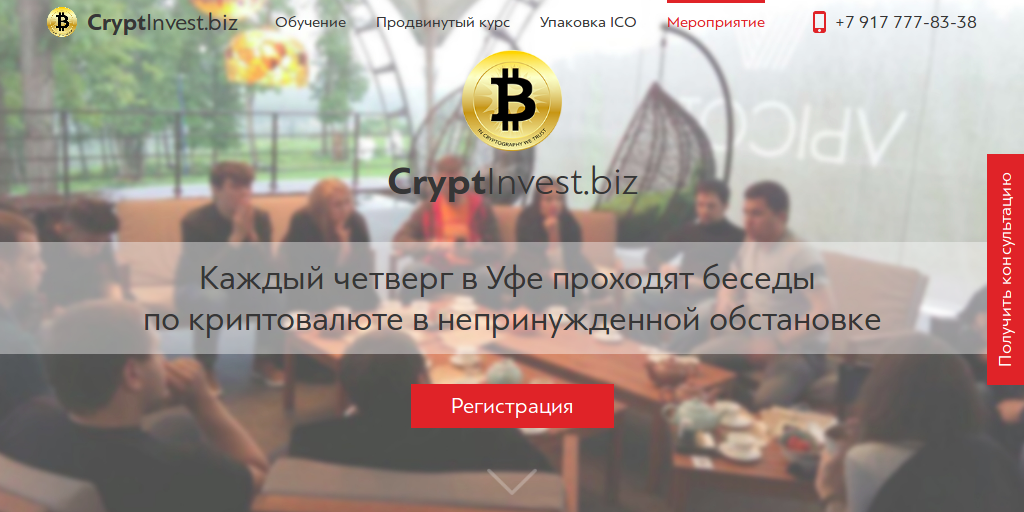 CryptInvest.biz
Обучение
Продвинутый курс
Упаковка ICO
Мероприятие
+7 917 777-83-38
IN CRYPTOGRAPHY WE TRUST
CryptInvest.biz
Каждый четверг в Уфе проходят беседы
по криптовалюте в непринужденной обстановке
Получить консультацию
Регистрация